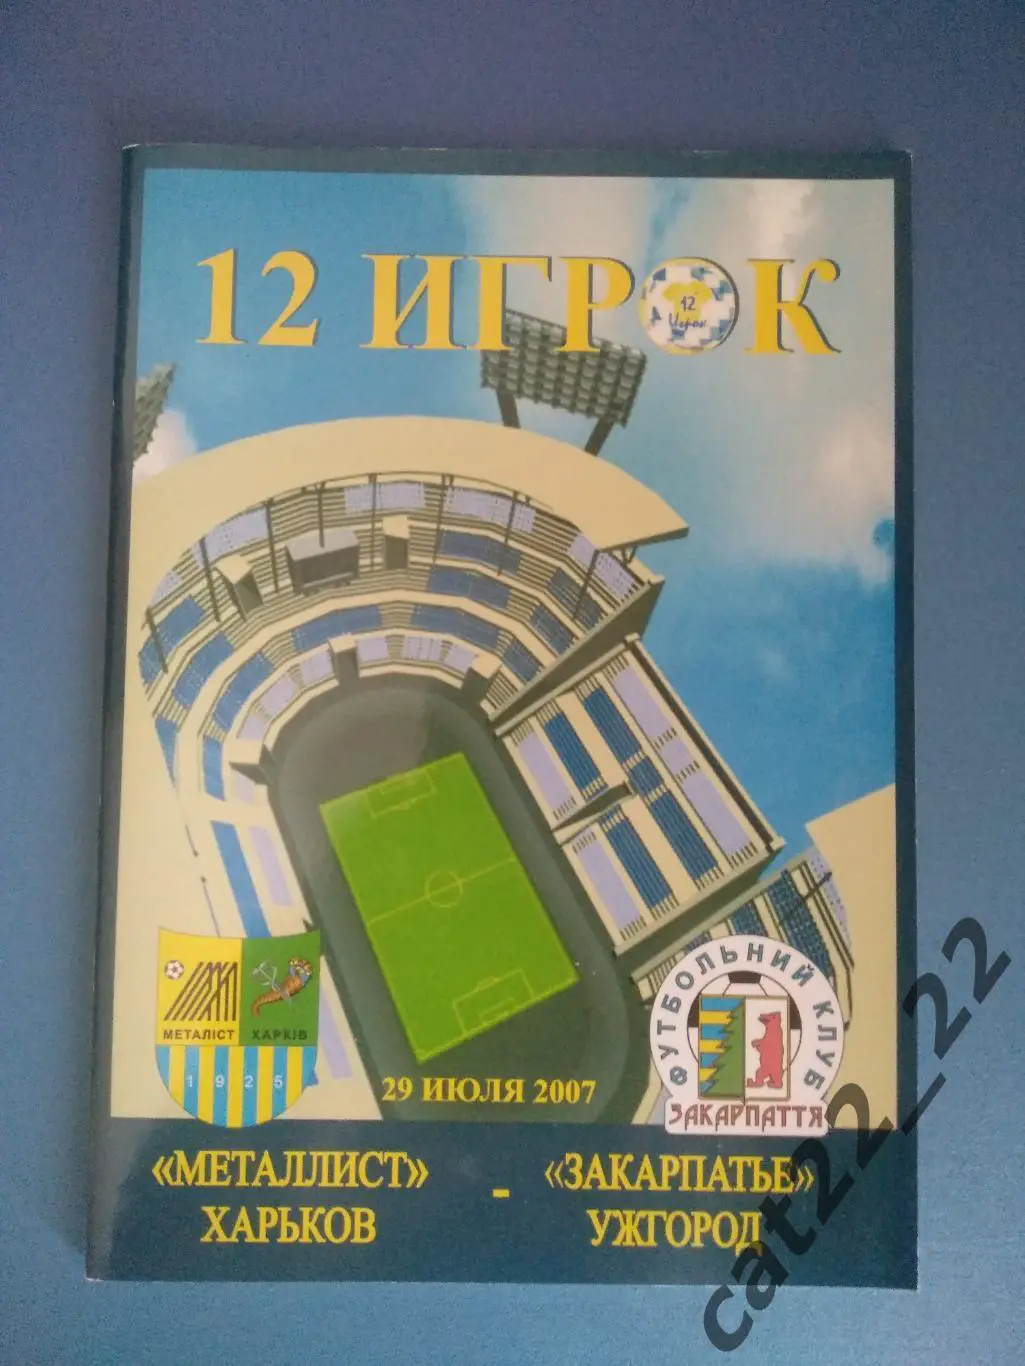 12 ИГРОК
12
Игрок
МЕТАЛІСТ ХАРКІВ
1925
ФУТБОЛЬНИЙ КЛУБ
ЗАКАРПАТТЯ
29 ИЮЛЯ 2007
«МЕТАЛЛИСТ» - «ЗАКАРПАТЬЕ»
ХАРЬКОВ УЖГОРОД
cat22_22